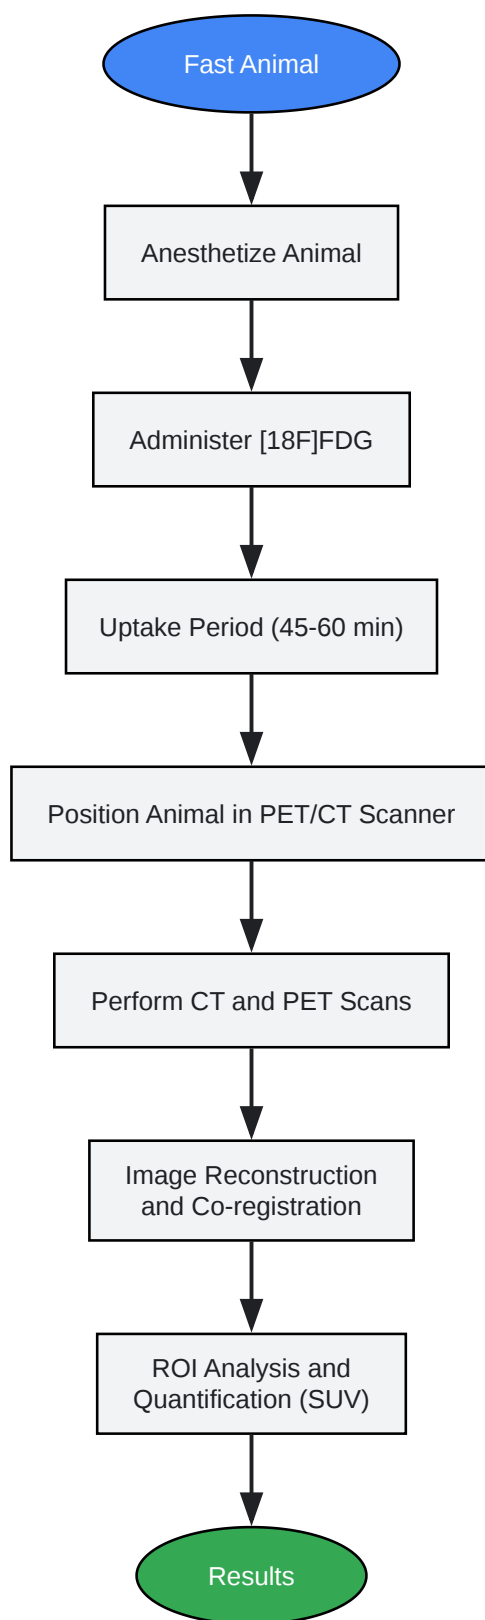 Fast Animal
Anesthetize Animal
Administer [18F]FDG
Uptake Period (45-60 min)
Position Animal in PET/CT Scanner
Perform CT and PET Scans
Image Reconstruction
and Co-registration
ROI Analysis and
Quantification (SUV)
Results